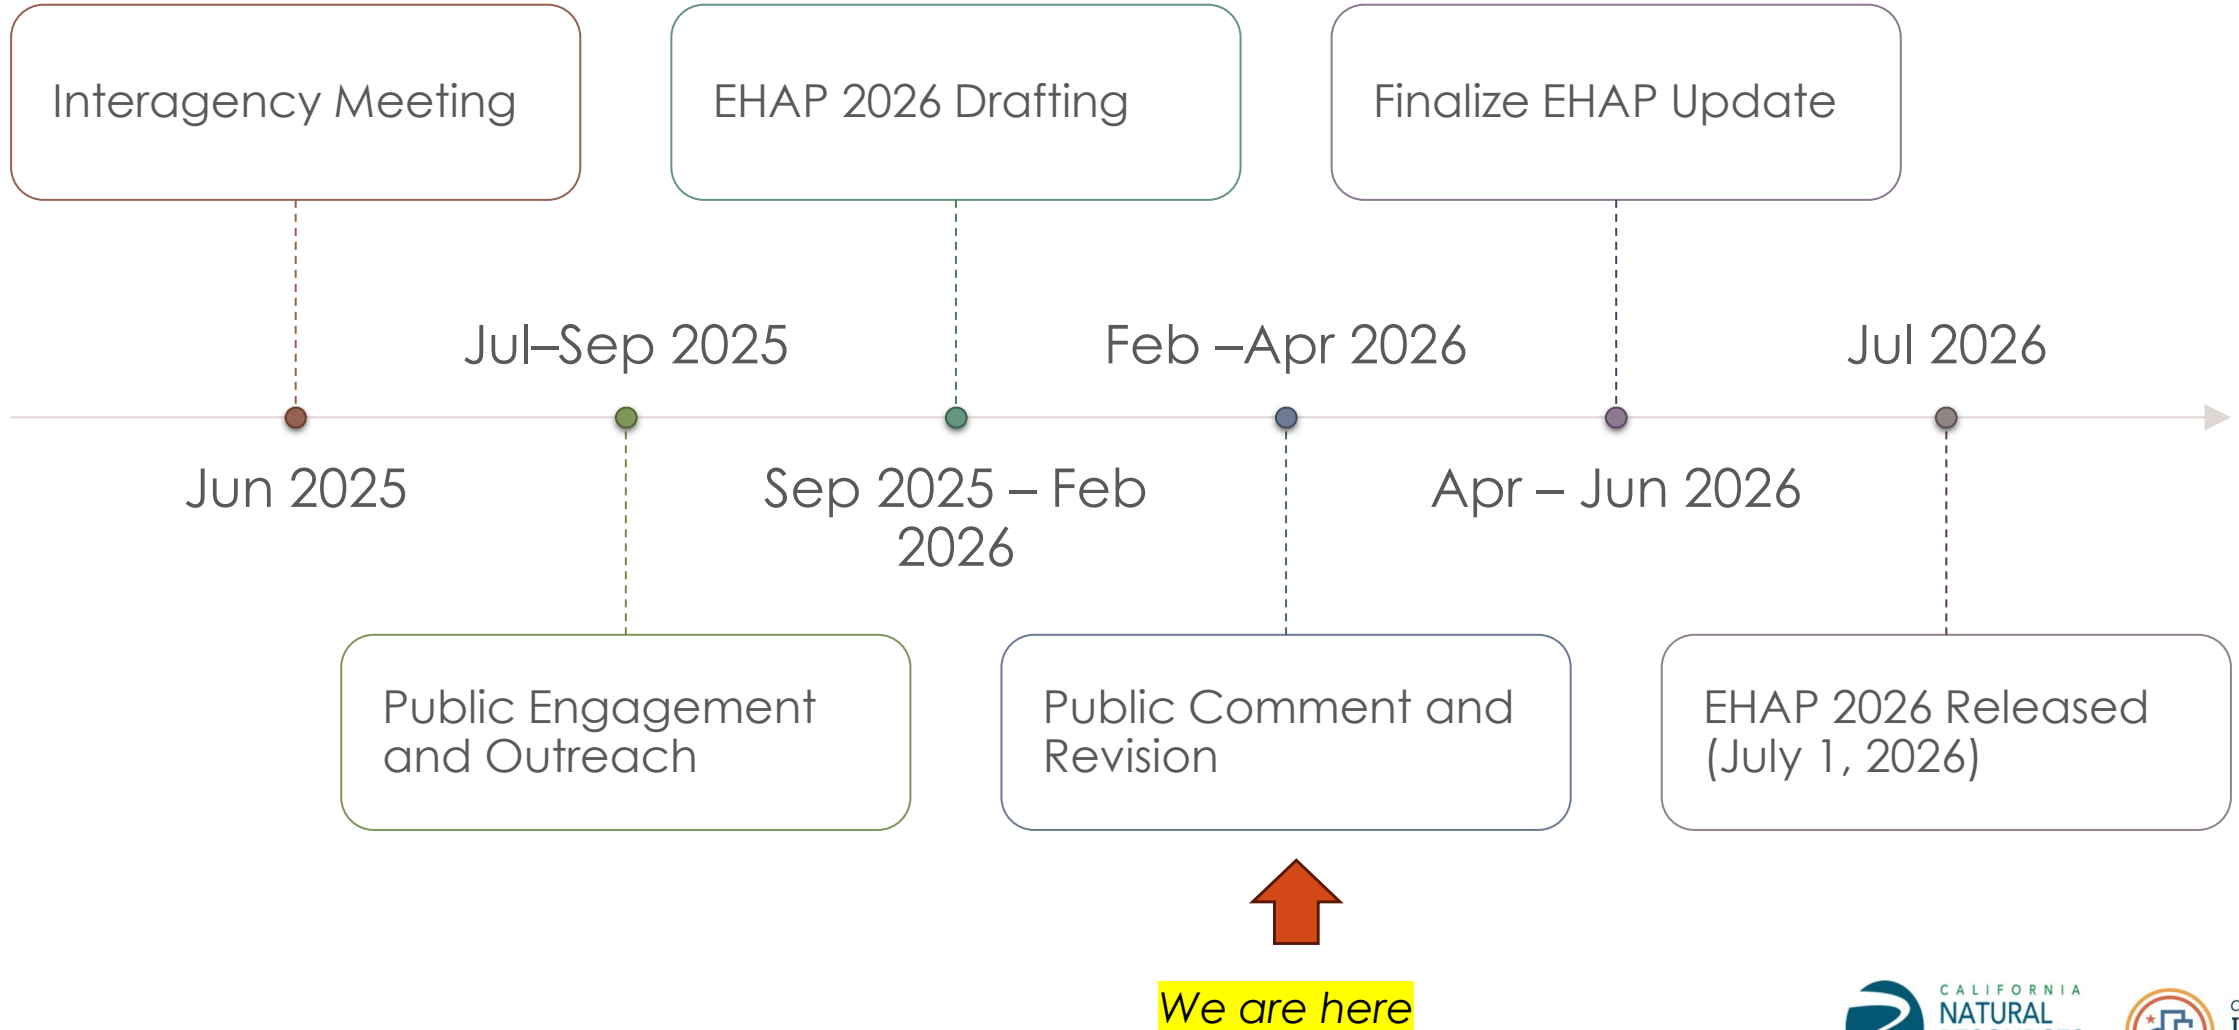 Interagency Meeting
EHAP 2026 Drafting
Finalize EHAP Update
Jul–Sep 2025
Feb –Apr 2026
Jul 2026
Jun 2025
Sep 2025 – Feb
2026
Apr – Jun 2026
Public Engagement
and Outreach
Public Comment and
Revision
EHAP 2026 Released
(July 1, 2026)
We are here
CALIFORNIA
NATURAL